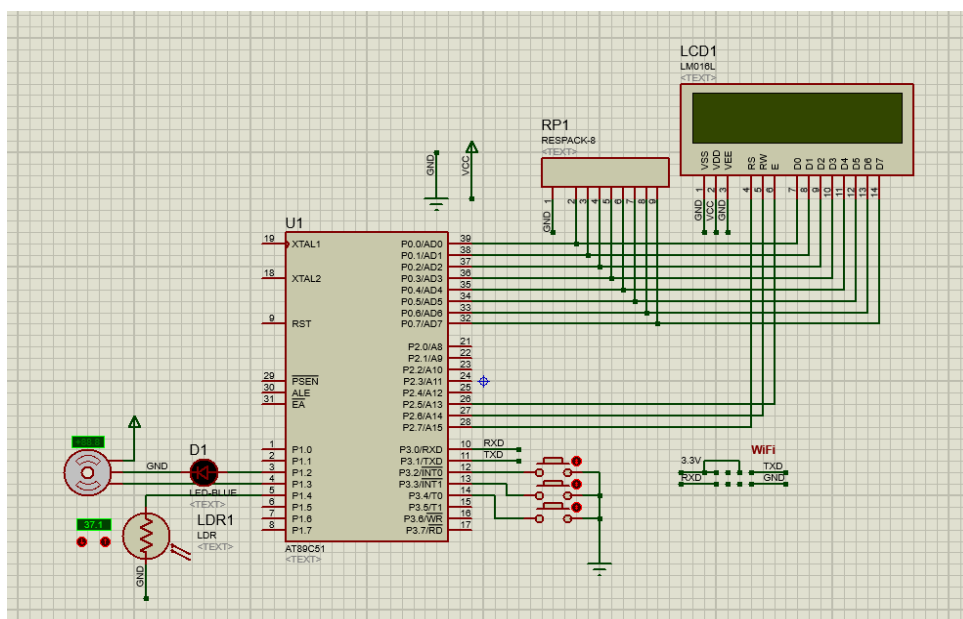 LCD1
LM016L
<TEXT>
VSS
VDD
VEE
RS
RW
E
D0
D1
D2
D3
D4
D5
D6
D7
1
2
3
4
5
6
7
8
9
10
11
12
13
14
GND
VCC
GND
RP1
RESPACK-8
<TEXT>
1
2
3
4
5
6
7
8
9
GND
GND
VCC
U1
19 XTAL1
18 XTAL2
9 RST
29 PSEN
30 ALE
31 EA
1 P1.0
2 P1.1
3 P1.2
4 P1.3
5 P1.4
6 P1.5
7 P1.6
8 P1.7
P0.0/AD0 39
P0.1/AD1 38
P0.2/AD2 37
P0.3/AD3 36
P0.4/AD4 35
P0.5/AD5 34
P0.6/AD6 33
P0.7/AD7 32
P2.0/A8 21
P2.1/A9 22
P2.2/A10 23
P2.3/A11 24
P2.4/A12 25
P2.5/A13 26
P2.6/A14 27
P2.7/A15 28
P3.0/RXD 10 RXD
P3.1/TXD 11 TXD
P3.2/INT0 12
P3.3/INT1 13
P3.4/T0 14
P3.5/T1 15
P3.6/WR 16
P3.7/RD 17
AT89C51
<TEXT>
GND
D1
LED-BLUE
<TEXT>
LDR1
LDR
<TEXT>
37.1
GND
WiFi
3.3V
TXD
RXD
GND